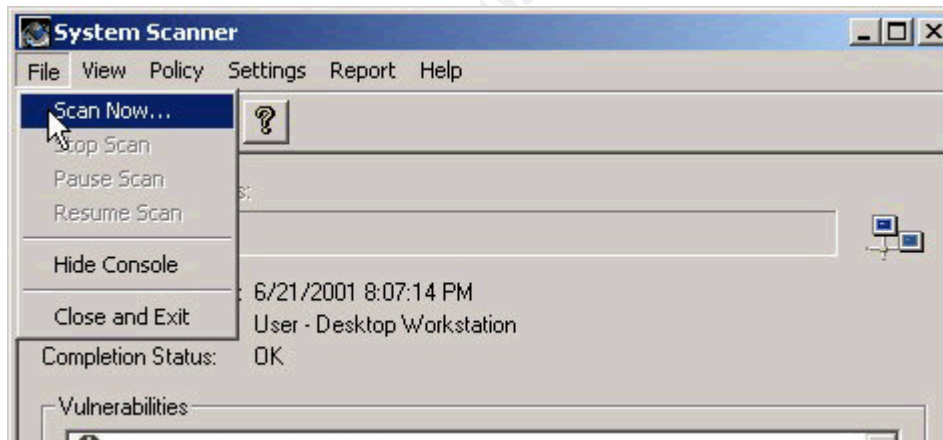 System Scanner
File View Policy Settings Report Help
Scan Now...
Stop Scan
Pause Scan
Resume Scan
Hide Console
Close and Exit
s:
: 6/21/2001 8:07:14 PM
User - Desktop Workstation
Completion Status: OK
Vulnerabilities